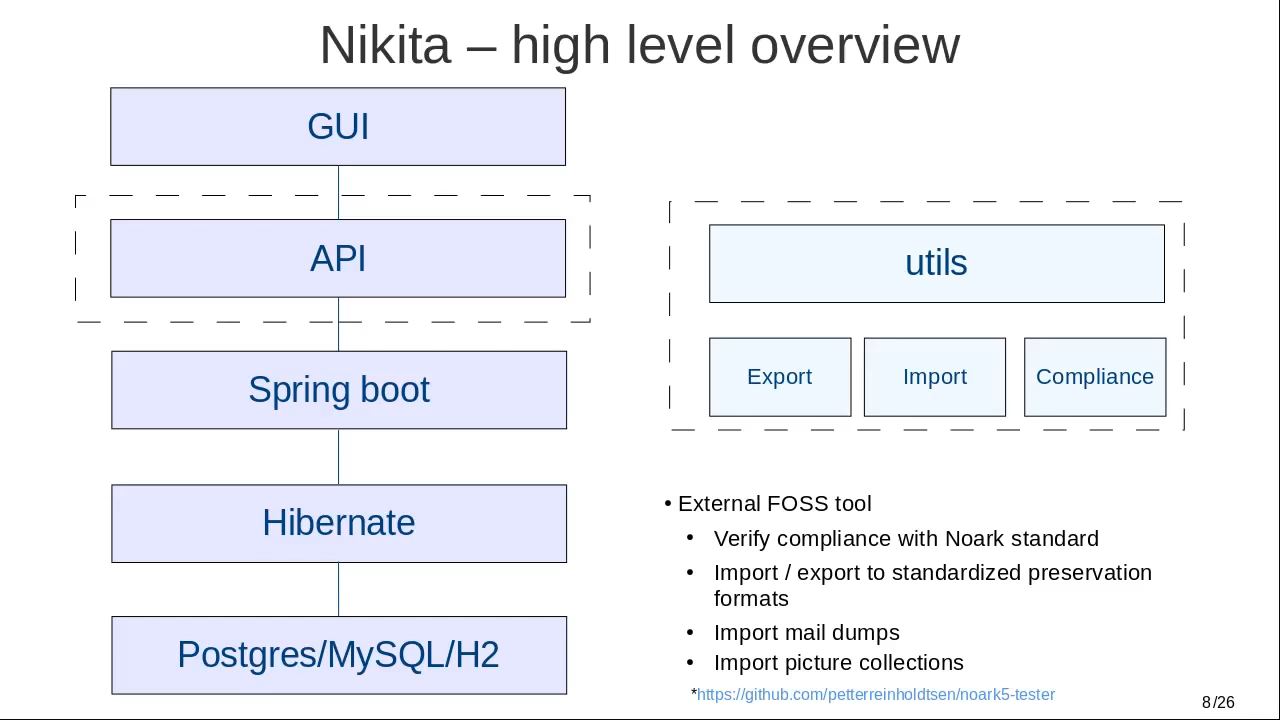 Nikita – high level overview
GUI
API
Spring boot
Hibernate
Postgres/MySQL/H2
utils
Export
Import
Compliance
• External FOSS tool
• Verify compliance with Noark standard
• Import / export to standardized preservation
formats
• Import mail dumps
• Import picture collections
*https://github.com/petterreinholdtsen/noark5-tester
8/26